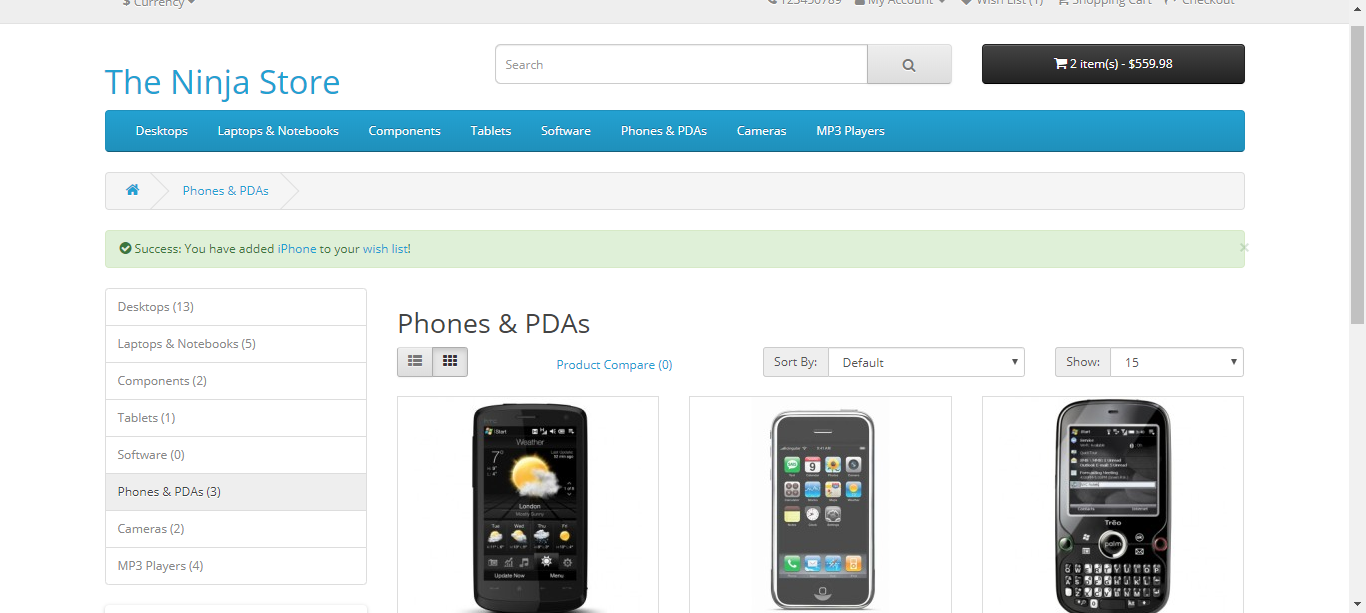 $ Currency
123456789 My Account Wish List (1) Shopping Cart Checkout
The Ninja Store
Search
2 item(s) - $559.98
Desktops Laptops & Notebooks Components Tablets Software Phones & PDAs Cameras MP3 Players
Phones & PDAs
Success: You have added iPhone to your wish list!
×
Desktops (13)
Laptops & Notebooks (5)
Components (2)
Tablets (1)
Software (0)
Phones & PDAs (3)
Cameras (2)
MP3 Players (4)
Phones & PDAs
Product Compare (0)
Sort By: Default
Show: 15
Start
Weather
7°
London
Mostly Sunny
Tue Wed Thu Fri
Update Now Menu
9
Start
Trēo
palm